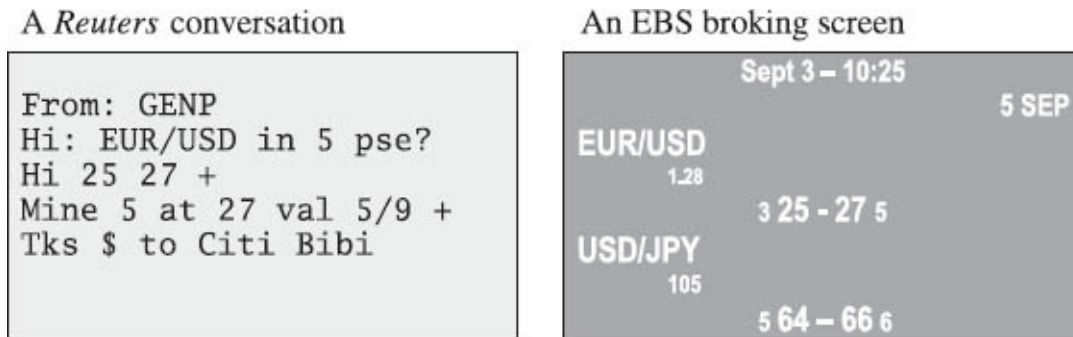 A Reuters conversation
From: GENP
Hi: EUR/USD in 5 pse?
Hi 25 27 +
Mine 5 at 27 val 5/9 +
Tks $ to Citi Bibi
An EBS broking screen
Sept 3 – 10:25
5 SEP
EUR/USD
1.28
3 25 - 27 5
USD/JPY
105
5 64 – 66 6